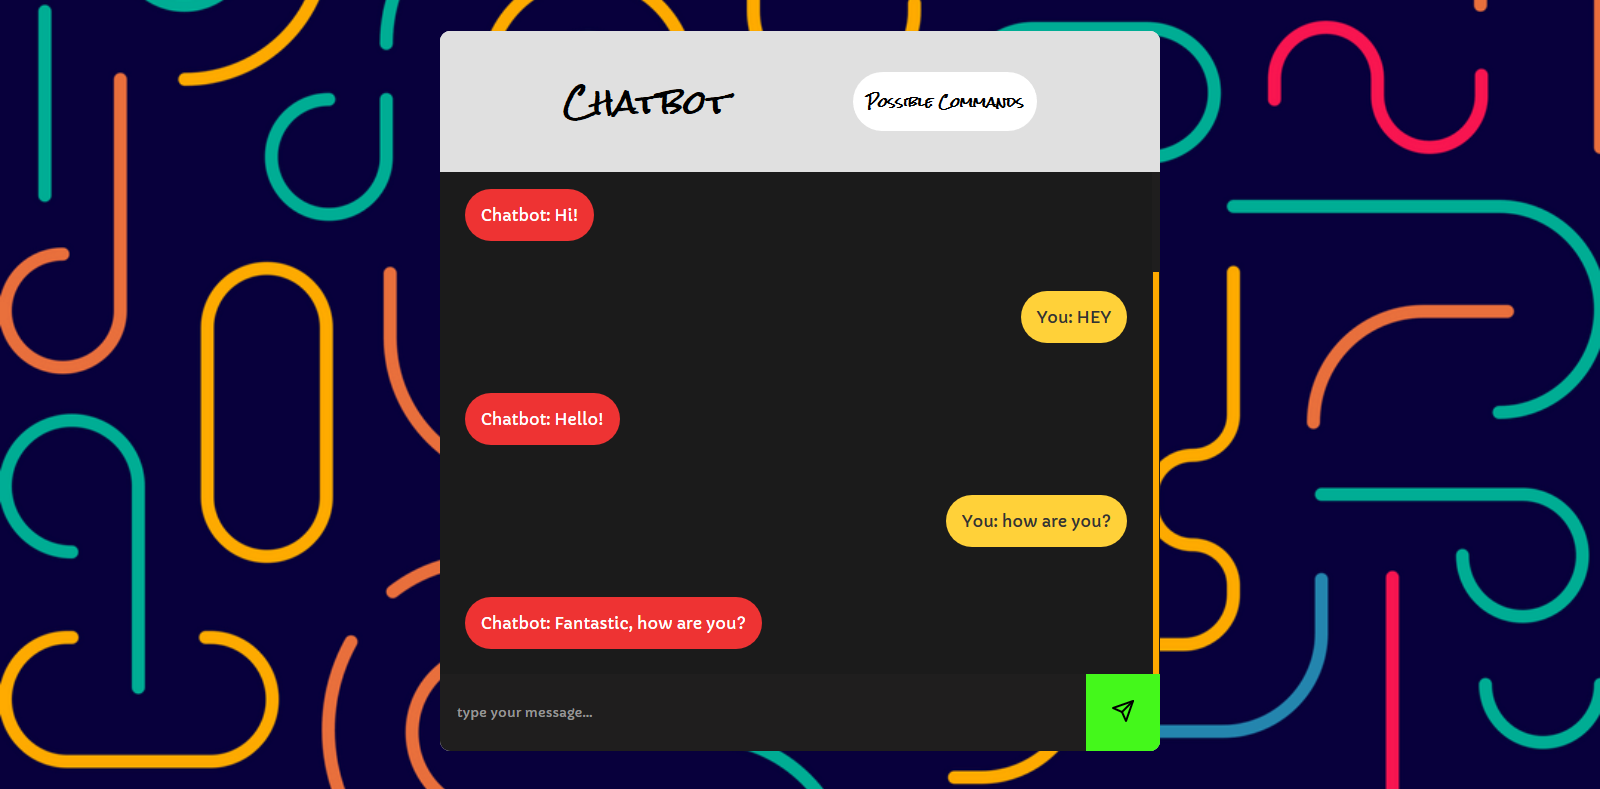 Chatbot
Possible Commands
Chatbot: Hi!
You: HEY
Chatbot: Hello!
You: how are you?
Chatbot: Fantastic, how are you?
type your message...